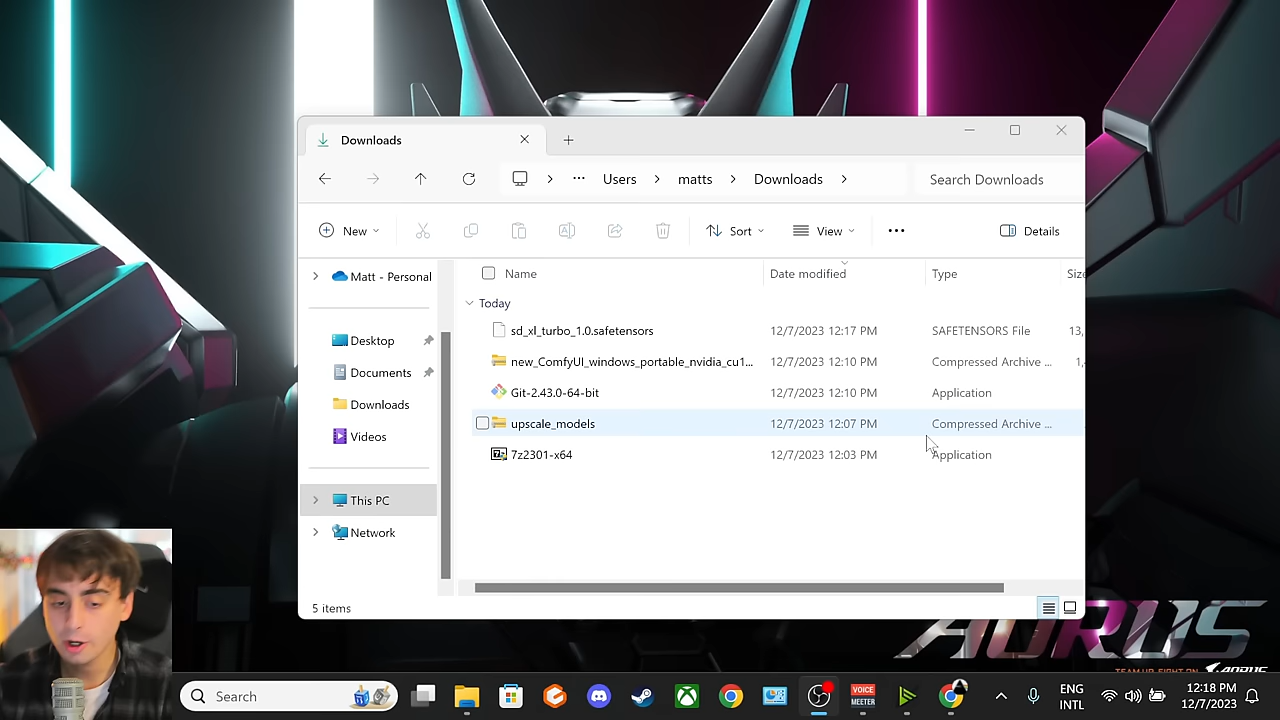 Downloads
Users
matts
Downloads
Search Downloads
New
Sort
View
Details
Matt - Personal
Desktop
Documents
Downloads
Videos
This PC
Network
Name
Date modified
Type
Size
Today
sd_xl_turbo_1.0.safetensors 12/7/2023 12:17 PM SAFETENSORS File 13,
new_ComfyUI_windows_portable_nvidia_cu1... 12/7/2023 12:10 PM Compressed Archive ... 1,
Git-2.43.0-64-bit 12/7/2023 12:10 PM Application
upscale_models 12/7/2023 12:07 PM Compressed Archive ...
7z2301-x64 12/7/2023 12:03 PM Application
5 items
AORUS
TEAM UP. FIGHT ON. AORUS
Search
VOICE
MEETER
ENG
INTL
12:18 PM
12/7/2023